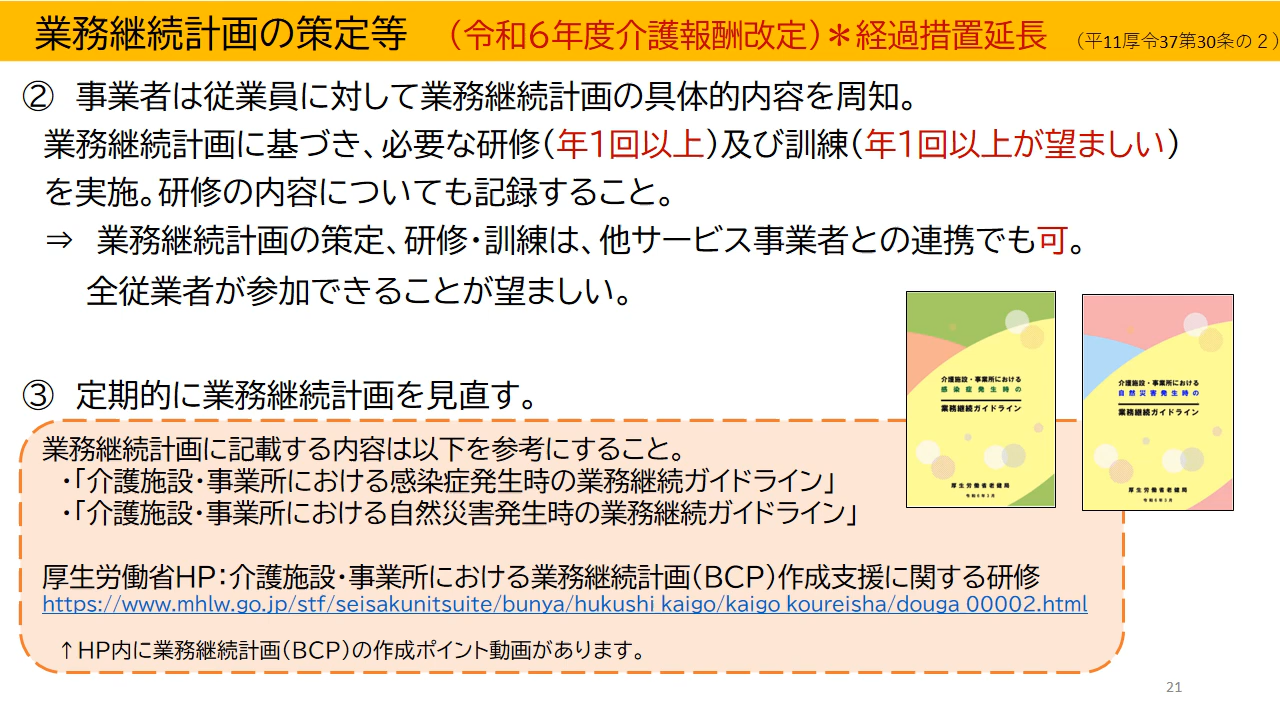 業務継続計画の策定等 (令和6年度介護報酬改定)＊経過措置延長 (平11厚令37第30条の2)
② 事業者は従業員に対して業務継続計画の具体的内容を周知。
業務継続計画に基づき、必要な研修(年1回以上)及び訓練(年1回以上が望ましい)
を実施。研修の内容についても記録すること。
⇒ 業務継続計画の策定、研修・訓練は、他サービス事業者との連携でも可。
全従業者が参加できることが望ましい。
③ 定期的に業務継続計画を見直す。
業務継続計画に記載する内容は以下を参考にすること。
・「介護施設・事業所における感染症発生時の業務継続ガイドライン」
・「介護施設・事業所における自然災害発生時の業務継続ガイドライン」
厚生労働省HP：介護施設・事業所における業務継続計画(BCP)作成支援に関する研修
https://www.mhlw.go.jp/stf/seisakunitsuite/bunya/hukushi kaigo/kaigo koureisha/douga 00002.html
↑HP内に業務継続計画(BCP)の作成ポイント動画があります。
介護施設・事業所における
感染症発生時の
業務継続ガイドライン
厚生労働省老健局
令和6年3月
介護施設・事業所における
自然災害発生時の
業務継続ガイドライン
厚生労働省老健局
令和6年3月
21